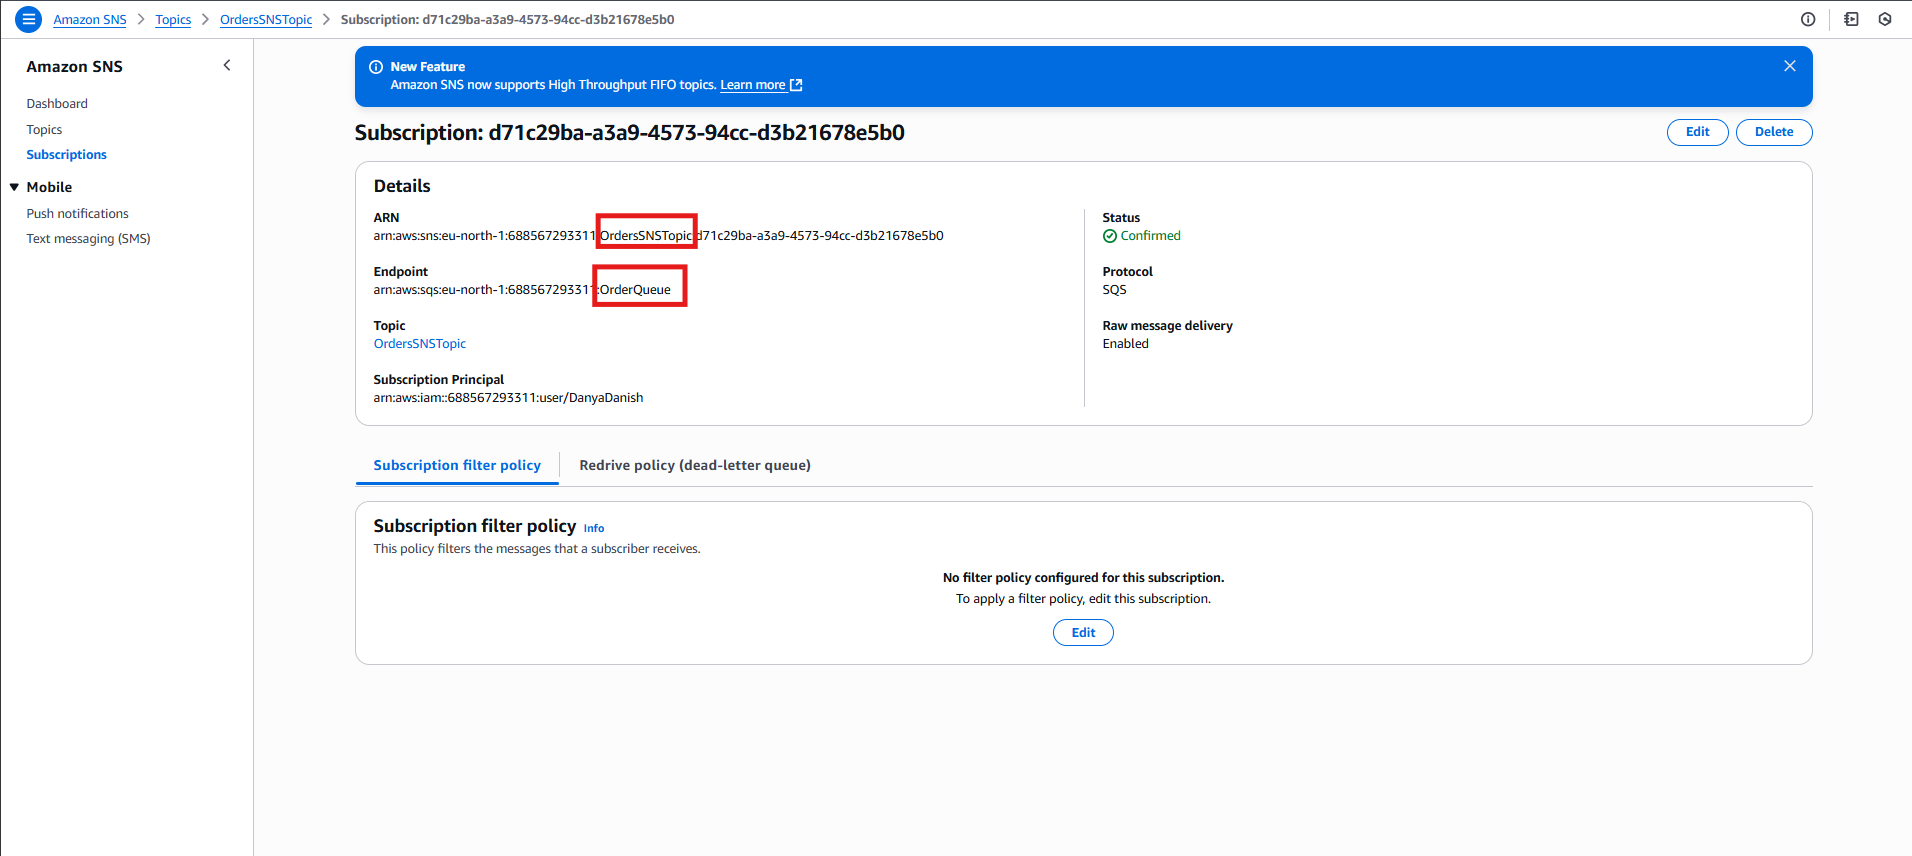 Amazon SNS > Topics > OrdersSNSTopic > Subscription: d71c29ba-a3a9-4573-94cc-d3b21678e5b0
Amazon SNS
Dashboard
Topics
Subscriptions
Mobile
Push notifications
Text messaging (SMS)
New Feature
Amazon SNS now supports High Throughput FIFO topics. Learn more
Subscription: d71c29ba-a3a9-4573-94cc-d3b21678e5b0
Edit
Delete
Details
ARN
arn:aws:sns:eu-north-1:688567293311:OrdersSNSTopic:d71c29ba-a3a9-4573-94cc-d3b21678e5b0
Endpoint
arn:aws:sqs:eu-north-1:688567293311:OrderQueue
Topic
OrdersSNSTopic
Subscription Principal
arn:aws:iam::688567293311:user/DanyaDanish
Status
Confirmed
Protocol
SQS
Raw message delivery
Enabled
Subscription filter policy
Redrive policy (dead-letter queue)
Subscription filter policy Info
This policy filters the messages that a subscriber receives.
No filter policy configured for this subscription.
To apply a filter policy, edit this subscription.
Edit